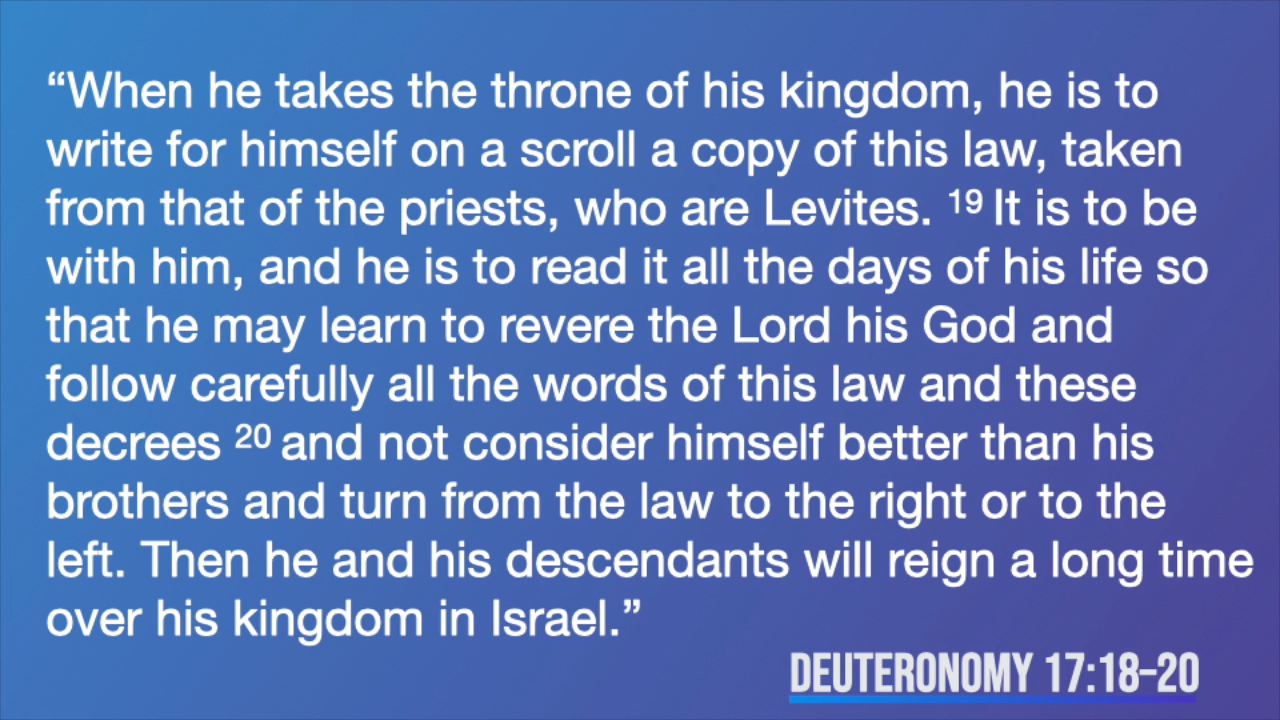 “When he takes the throne of his kingdom, he is to
write for himself on a scroll a copy of this law, taken
from that of the priests, who are Levites. 19 It is to be
with him, and he is to read it all the days of his life so
that he may learn to revere the Lord his God and
follow carefully all the words of this law and these
decrees 20 and not consider himself better than his
brothers and turn from the law to the right or to the
left. Then he and his descendants will reign a long time
over his kingdom in Israel.”
DEUTERONOMY 17:18–20